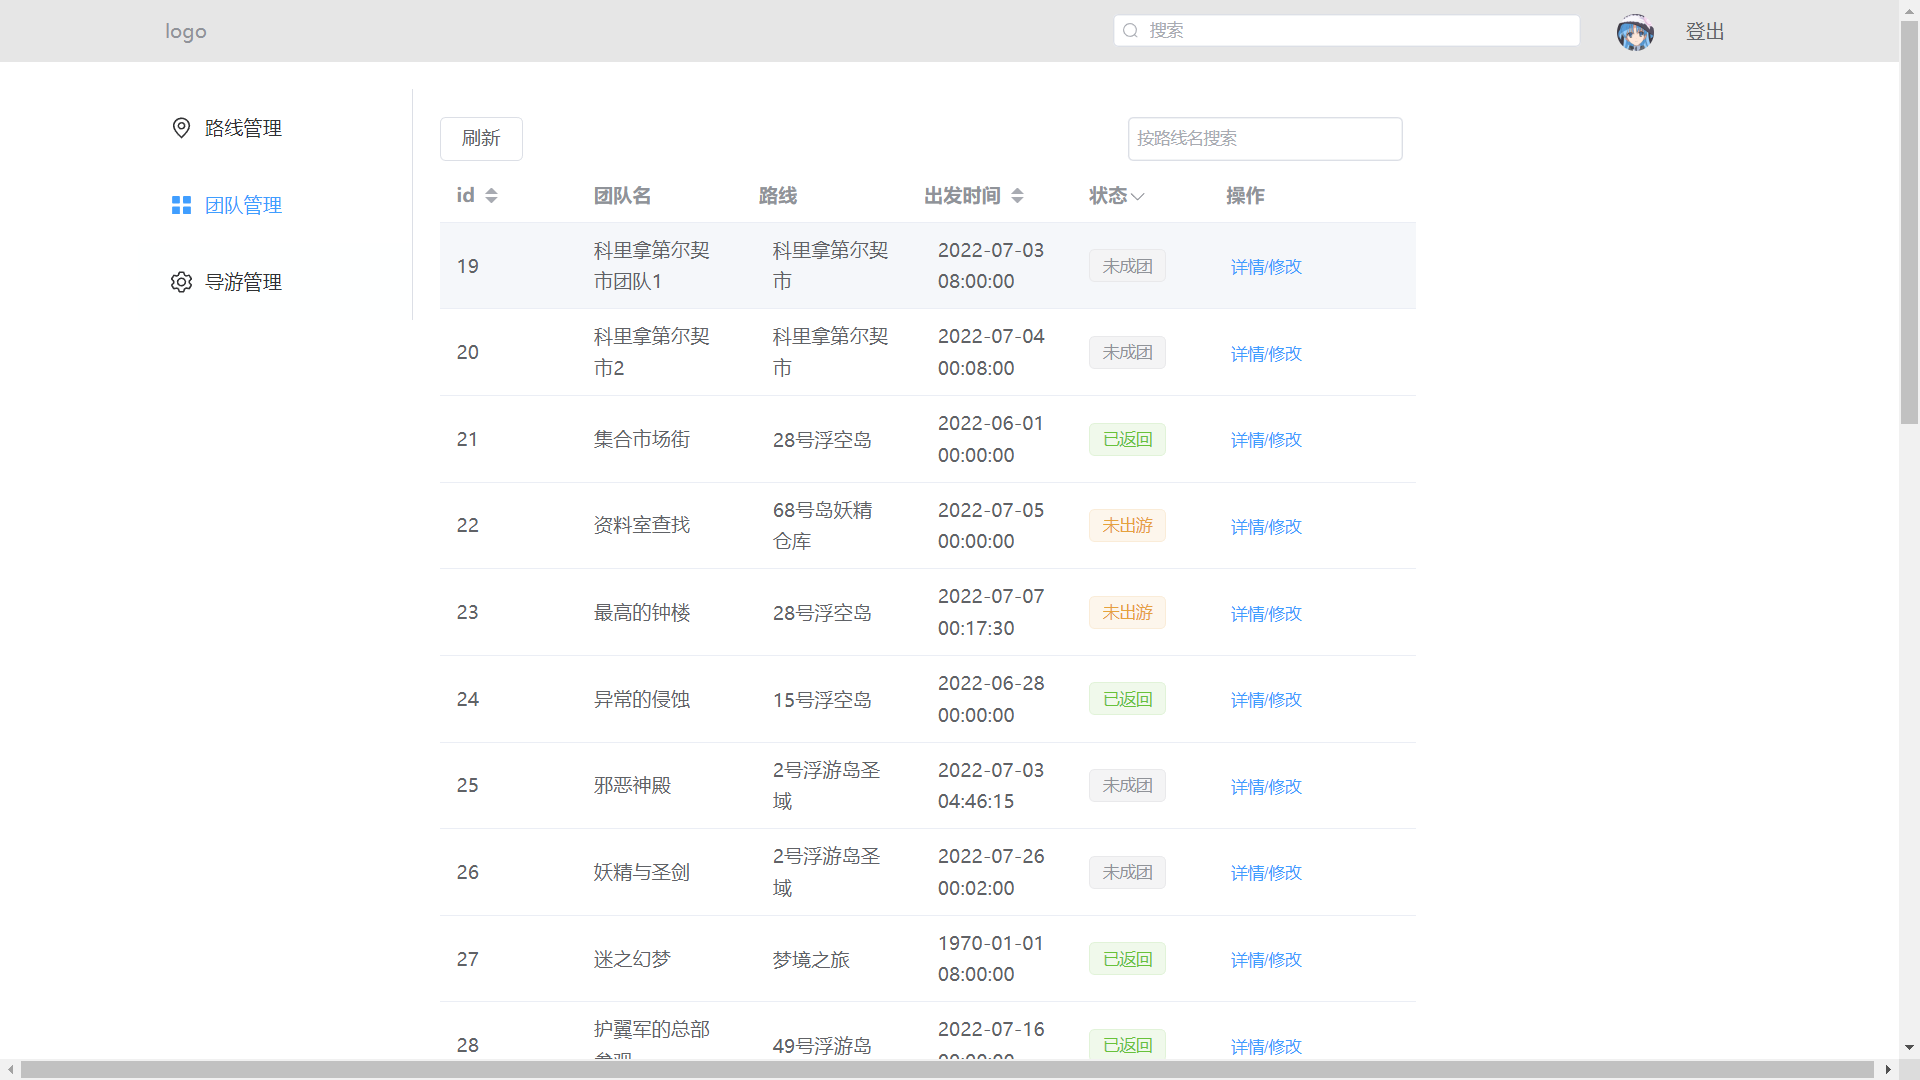 logo
搜索
登出
路线管理
团队管理
导游管理
刷新
按路线名搜索
id 团队名 路线 出发时间 状态 操作
19 科里拿第尔契 科里拿第尔契 2022-07-03 未成团 详情/修改
市团队1 市 08:00:00
20 科里拿第尔契 科里拿第尔契 2022-07-04 未成团 详情/修改
市2 市 00:08:00
21 集合市场街 28号浮空岛 2022-06-01 已返回 详情/修改
00:00:00
22 资料室查找 68号岛妖精 2022-07-05 未出游 详情/修改
仓库 00:00:00
23 最高的钟楼 28号浮空岛 2022-07-07 未出游 详情/修改
00:17:30
24 异常的侵蚀 15号浮空岛 2022-06-28 已返回 详情/修改
00:00:00
25 邪恶神殿 2号浮游岛圣 2022-07-03 未成团 详情/修改
域 04:46:15
26 妖精与圣剑 2号浮游岛圣 2022-07-26 未成团 详情/修改
域 00:02:00
27 迷之幻梦 梦境之旅 1970-01-01 已返回 详情/修改
08:00:00
28 护翼军的总部 49号浮游岛 2022-07-16 已返回 详情/修改